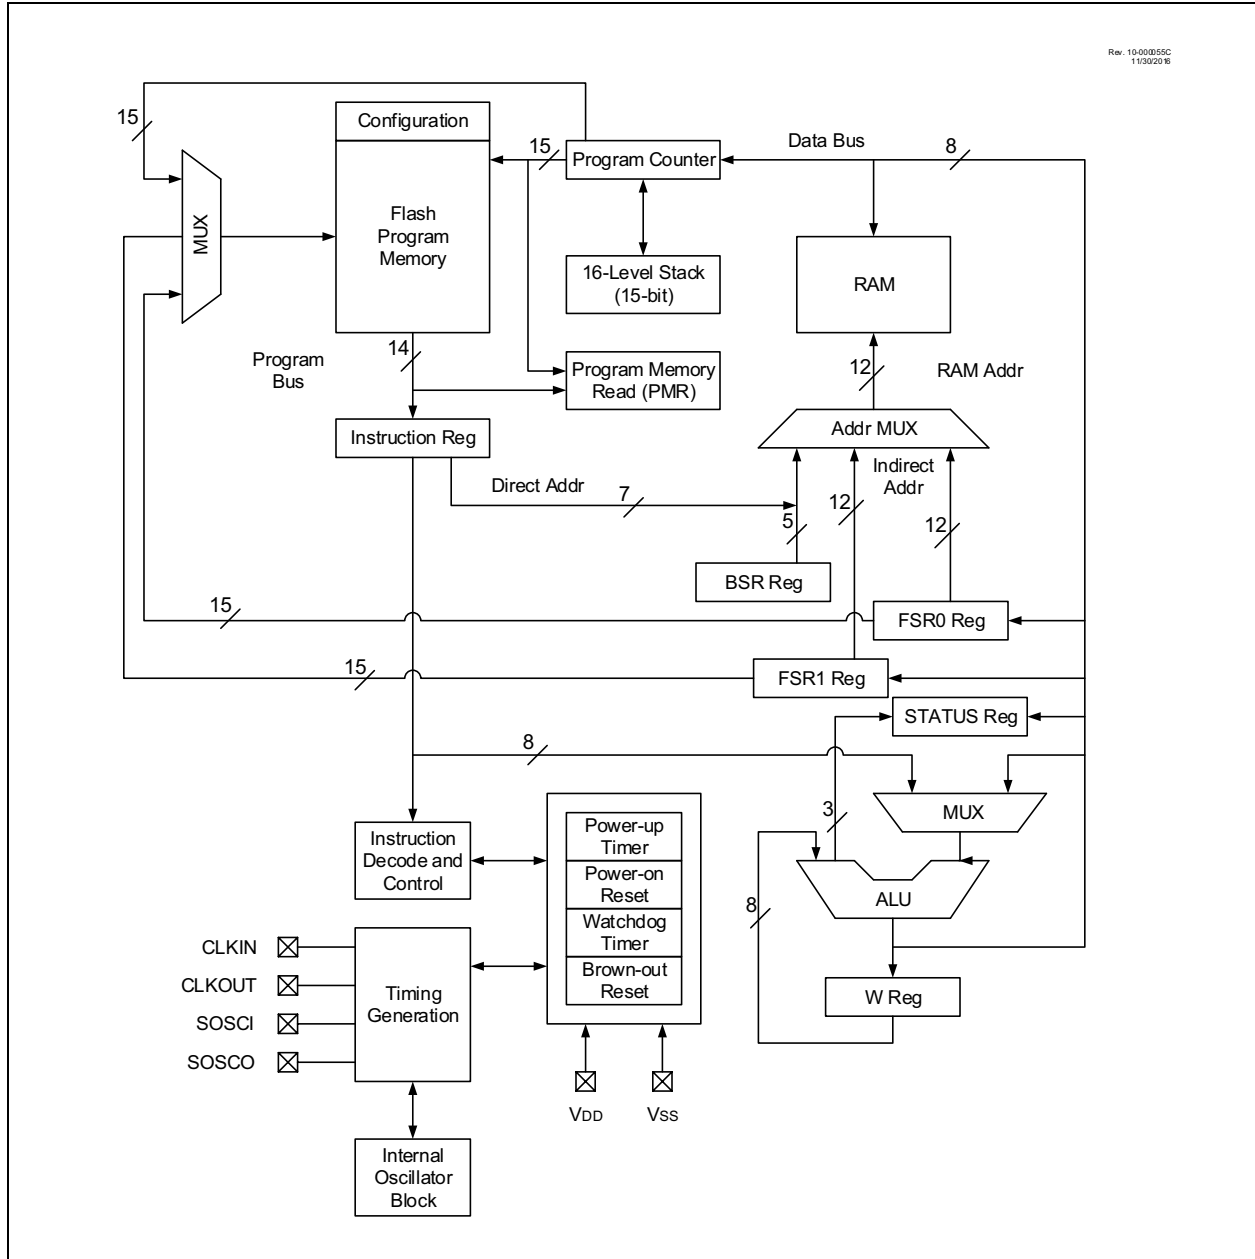 Rev. 10-000055C
11/30/2016
15
Configuration
15
Program Counter
Data Bus
8
MUX
Flash
Program
Memory
16-Level Stack
(15-bit)
RAM
Program
Bus
14
Program Memory
Read (PMR)
12
RAM Addr
Instruction Reg
Addr MUX
Direct Addr
7
Indirect
Addr
5
12
12
BSR Reg
15
FSR0 Reg
15
FSR1 Reg
STATUS Reg
8
3
MUX
Instruction
Decode and
Control
Power-up
Timer
Power-on
Reset
Watchdog
Timer
Brown-out
Reset
8
ALU
W Reg
CLKIN
CLKOUT
SOSCI
SOSCO
Timing
Generation
VDD
VSS
Internal
Oscillator
Block